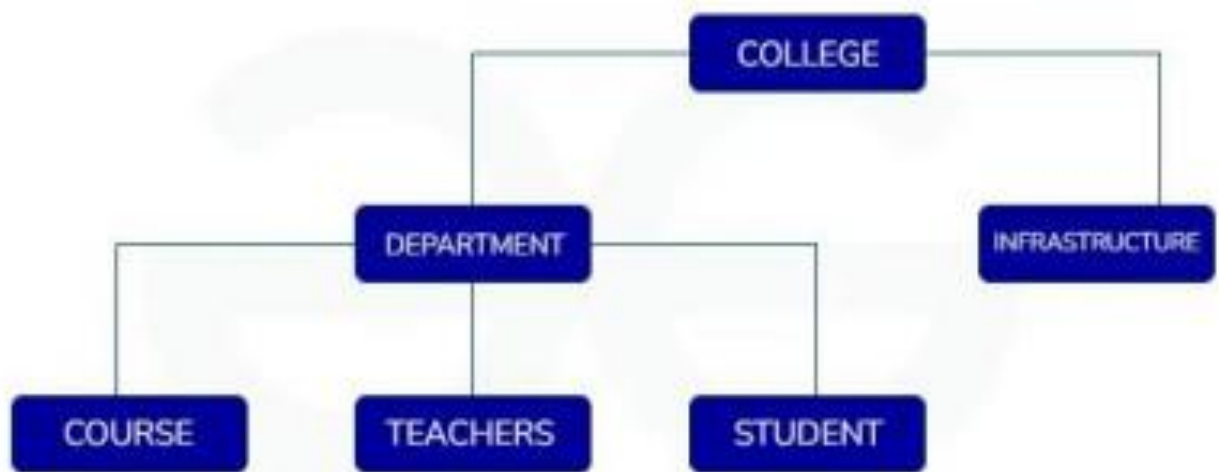 COLLEGE
DEPARTMENT
INFRASTRUCTURE
COURSE
TEACHERS
STUDENT